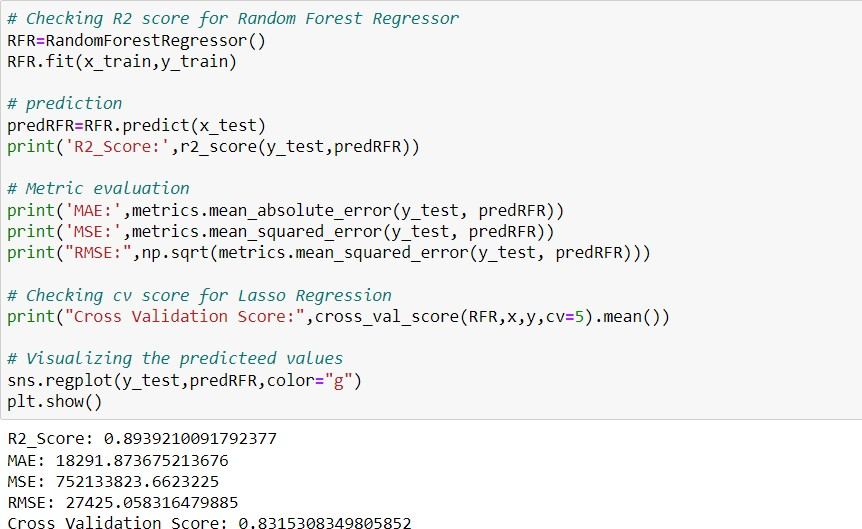 # Checking R2 score for Random Forest Regressor
RFR=RandomForestRegressor()
RFR.fit(x_train,y_train)
# prediction
predRFR=RFR.predict(x_test)
print('R2_Score:',r2_score(y_test,predRFR))
# Metric evaluation
print('MAE:',metrics.mean_absolute_error(y_test, predRFR))
print('MSE:',metrics.mean_squared_error(y_test, predRFR))
print("RMSE:",np.sqrt(metrics.mean_squared_error(y_test, predRFR)))
# Checking cv score for Lasso Regression
print("Cross Validation Score:",cross_val_score(RFR,x,y,cv=5).mean())
# Visualizing the predicteed values
sns.regplot(y_test,predRFR,color="g")
plt.show()
R2_Score: 0.8939210091792377
MAE: 18291.873675213676
MSE: 752133823.6623225
RMSE: 27425.058316479885
Cross Validation Score: 0.8315308349805852